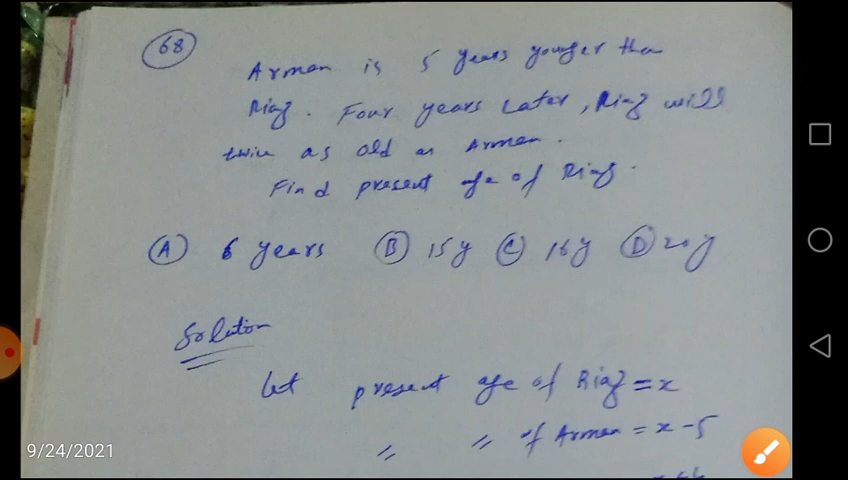 68
Arman is 5 years younger than
Riaz. Four years Later, Riaz will
twice as old as Arman.
Find present age of Riaz.
A 6 years B 15y C 16y D 20y
Solution
Let present age of Riaz = x
" " of Arman = x-5
9/24/2021